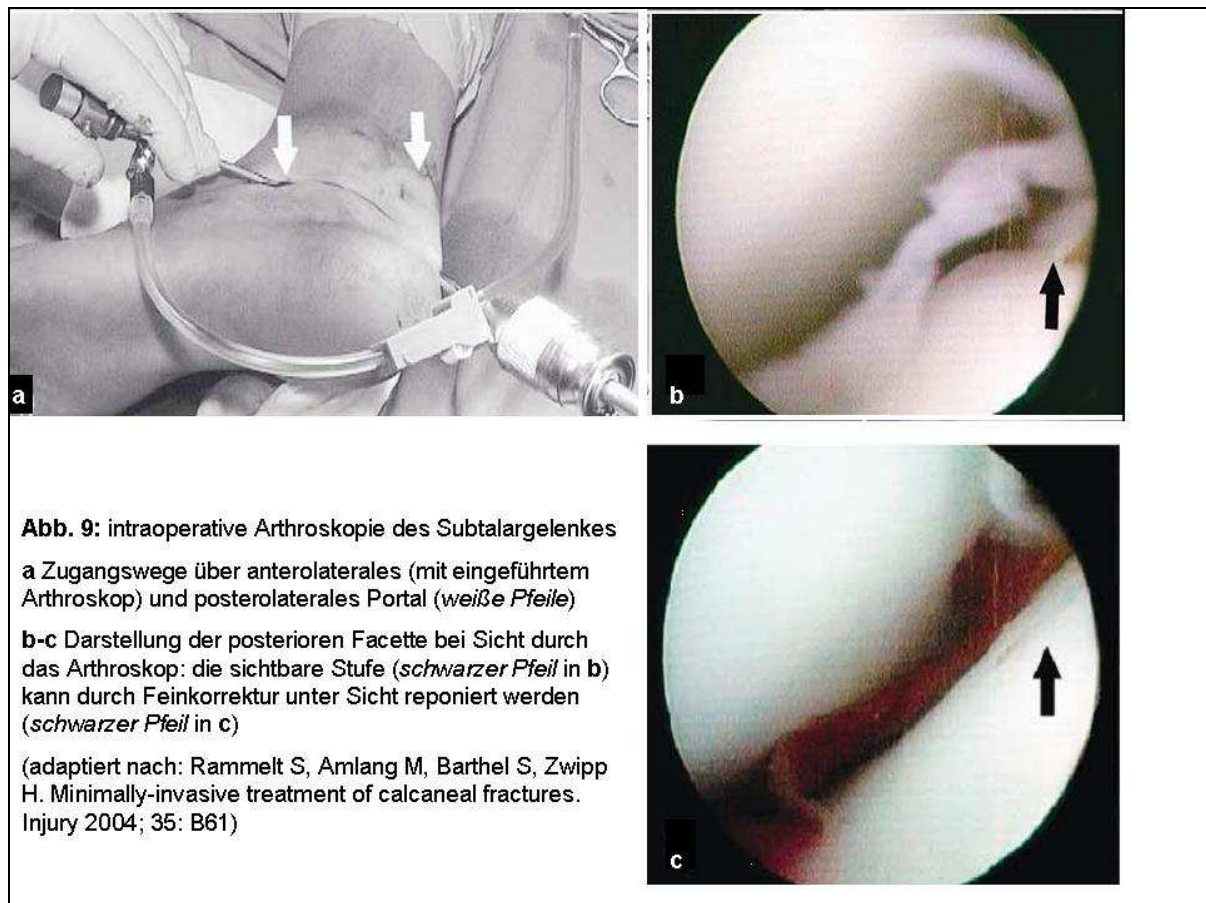 a
b
Abb. 9: intraoperative Arthroskopie des Subtalargelenkes
a Zugangswege über anterolaterales (mit eingeführtem
Arthroskop) und posterolaterales Portal (weiße Pfeile)
b-c Darstellung der posterioren Facette bei Sicht durch
das Arthroskop: die sichtbare Stufe (schwarzer Pfeil in b)
kann durch Feinkorrektur unter Sicht reponiert werden
(schwarzer Pfeil in c)
(adaptiert nach: Rammelt S, Amlang M, Barthel S, Zwipp
H. Minimally-invasive treatment of calcaneal fractures.
Injury 2004; 35: B61)
c